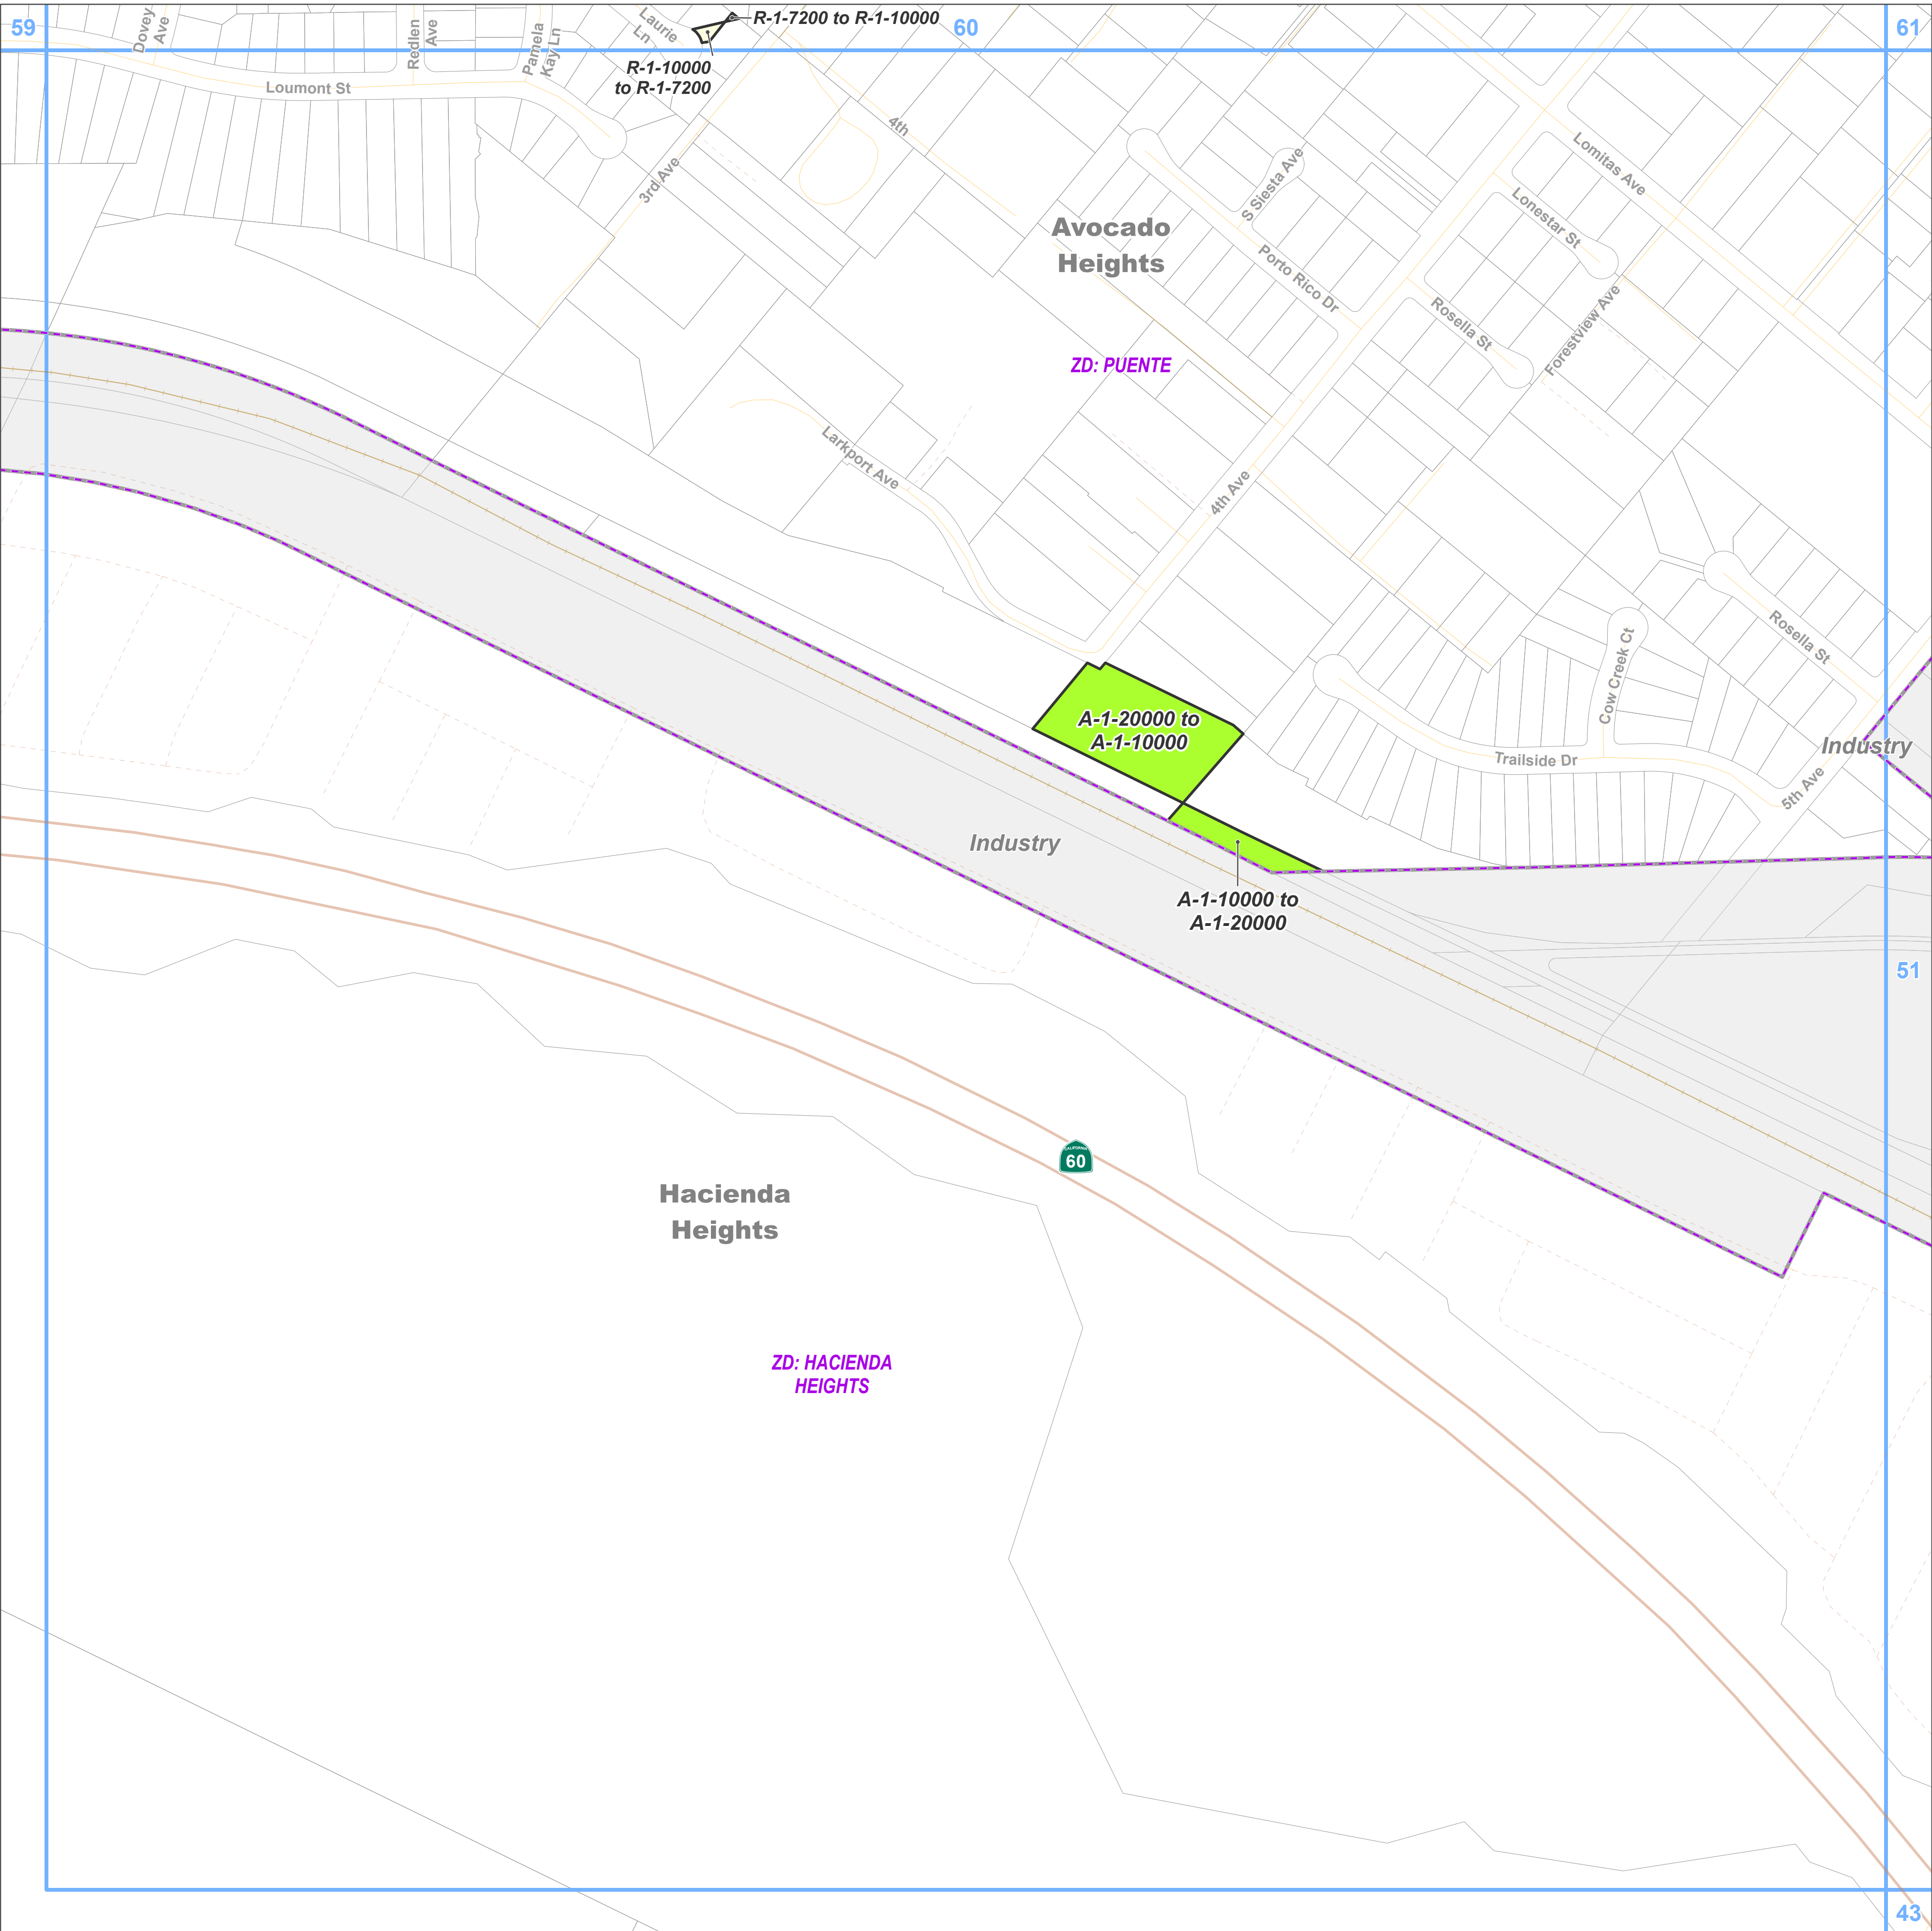 59
Dovey
Ave
Redlen
Ave
Pamela
Kay Ln
Laurie
Ln
R-1-7200 to R-1-10000
60
61
R-1-10000
to R-1-7200
Loumont St
4th
3rd Ave
S Siesta Ave
Lomitas Ave
Lonestar St
Avocado
Heights
Porto Rico Dr
Rosella St
Forestview Ave
ZD: PUENTE
Larkport Ave
4th Ave
Rosella St
Cow Creek Ct
A-1-20000 to
A-1-10000
Trailside Dr
Industry
5th Ave
Industry
A-1-10000 to
A-1-20000
51
CALIFORNIA
60
Hacienda
Heights
ZD: HACIENDA
HEIGHTS
43